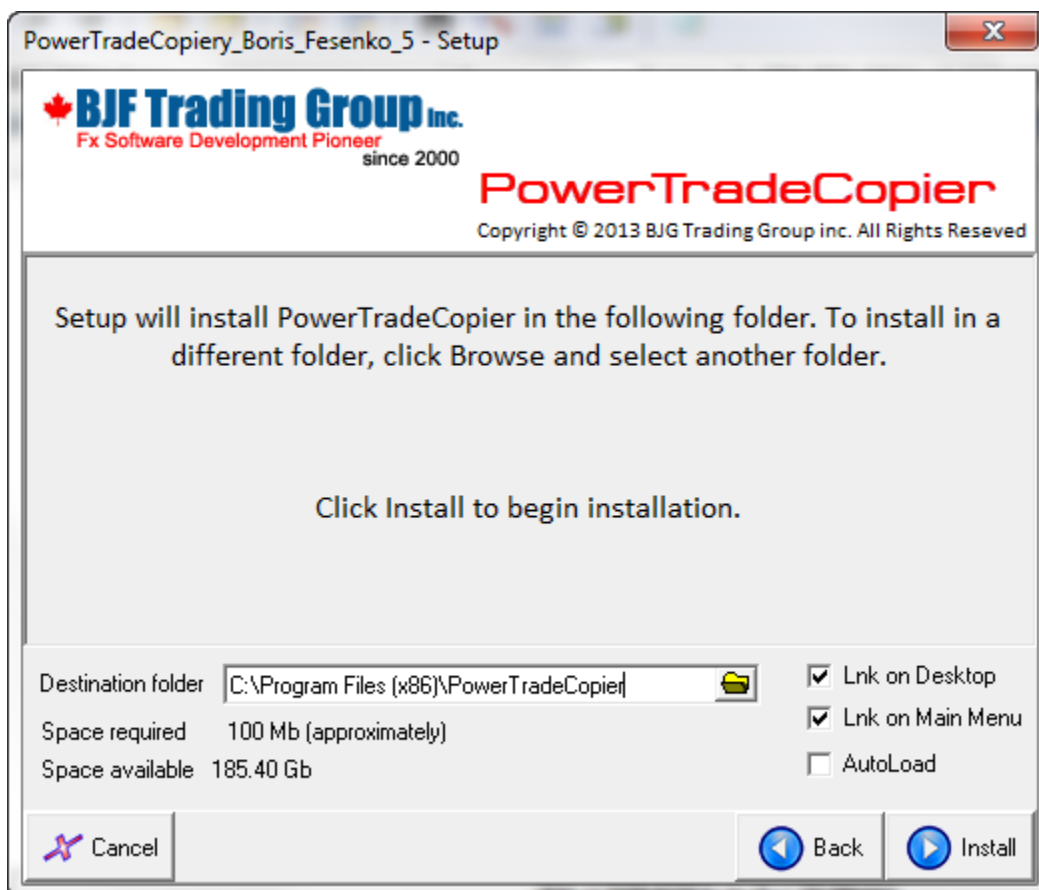 PowerTradeCopiery_Boris_Fesenko_5 - Setup
BJF Trading Group Inc.
Fx Software Development Pioneer
since 2000
PowerTradeCopier
Copyright © 2013 BJG Trading Group inc. All Rights Reseved
Setup will install PowerTradeCopier in the following folder. To install in a
different folder, click Browse and select another folder.
Click Install to begin installation.
Destination folder C:\Program Files (x86)\PowerTradeCopier
Space required 100 Mb (approximately)
Space available 185.40 Gb
Lnk on Desktop
Lnk on Main Menu
AutoLoad
Cancel
Back
Install